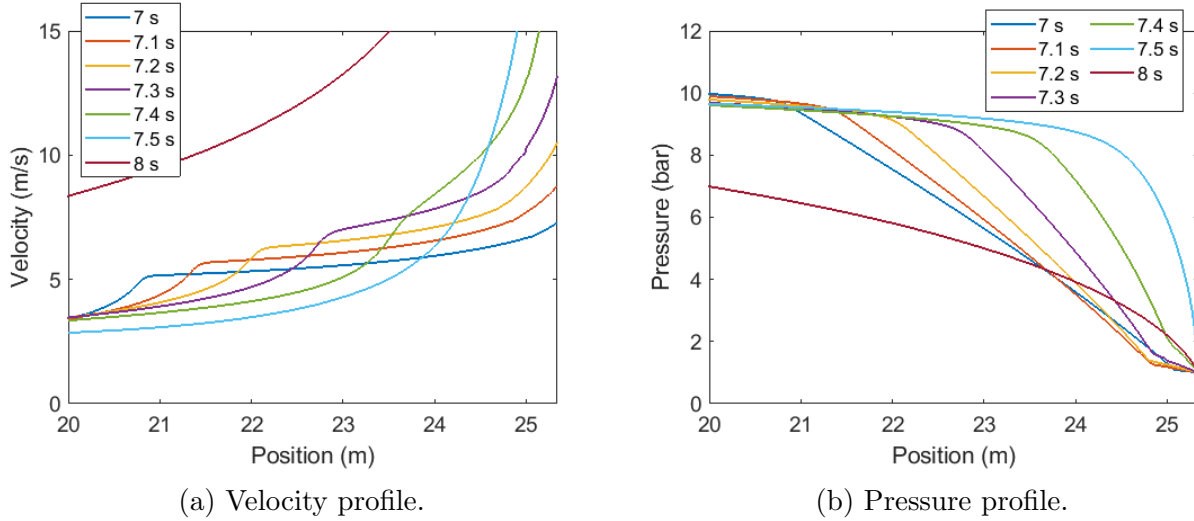 15
10
5
0
Velocity (m/s)
7 s
7.1 s
7.2 s
7.3 s
7.4 s
7.5 s
8 s
20 21 22 23 24 25
Position (m)
(a) Velocity profile.
12
10
8
6
4
2
0
Pressure (bar)
7 s 7.4 s
7.1 s 7.5 s
7.2 s 8 s
7.3 s
20 21 22 23 24 25
Position (m)
(b) Pressure profile.